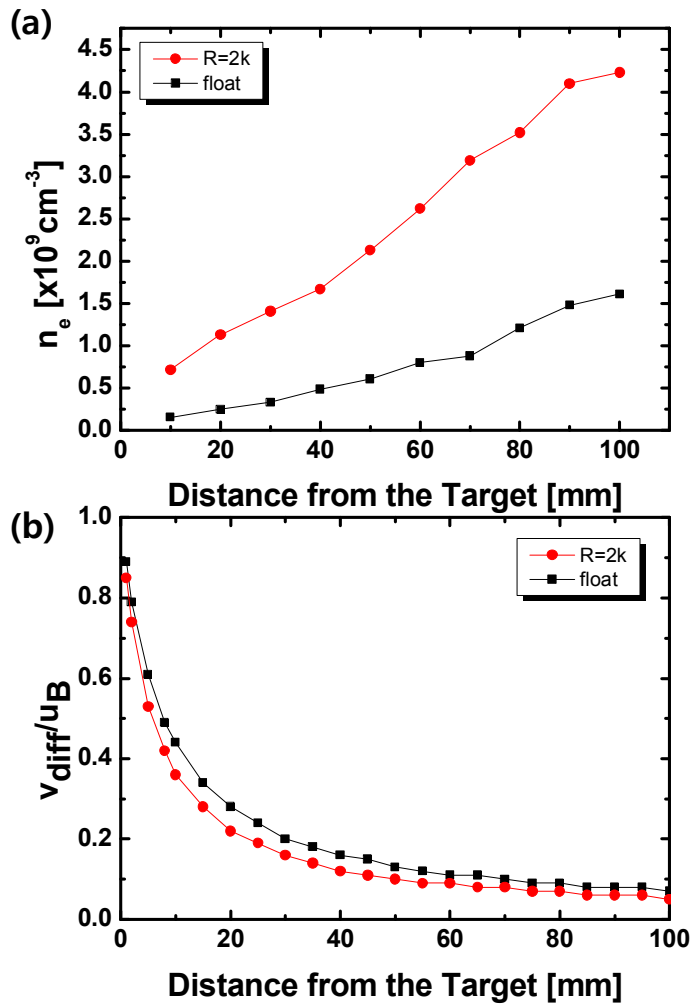 (a)
R=2k
float
4.5
4.0
3.5
3.0
2.5
2.0
1.5
1.0
0.5
0.0
n_e [x10^9cm^-3]
0 20 40 60 80 100
Distance from the Target [mm]
(b)
R=2k
float
1.0
0.8
0.6
0.4
0.2
0.0
v_diff/u_B
0 20 40 60 80 100
Distance from the Target [mm]